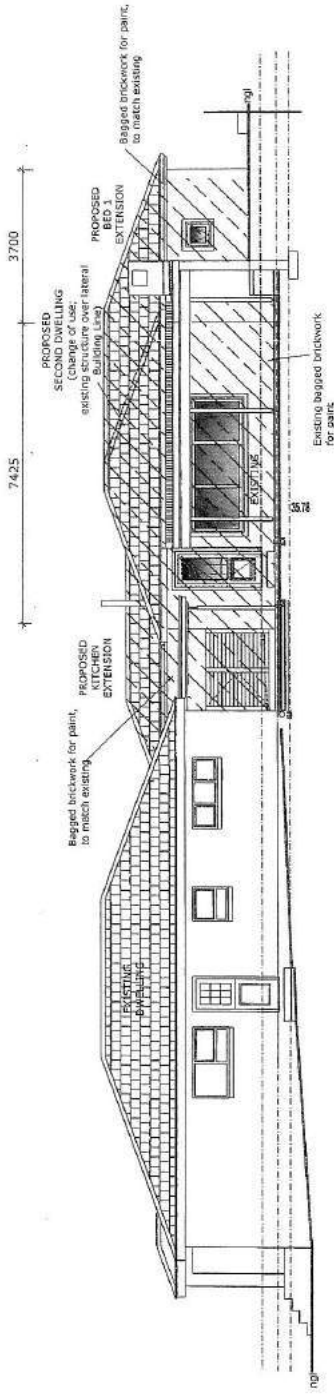 7425
3700
PROPOSED
SECOND DWELLING
(change of use;
existing structure over lateral
Building Line)
PROPOSED
BED 1
EXTENSION
Bagged brickwork for paint,
to match existing
PROPOSED
KITCHEN
EXTENSION
Bagged brickwork for paint,
to match existing
EXISTING
DWELLING
EXISTING
35.78
Existing bagged brickwork
for paint
ngl
ngl